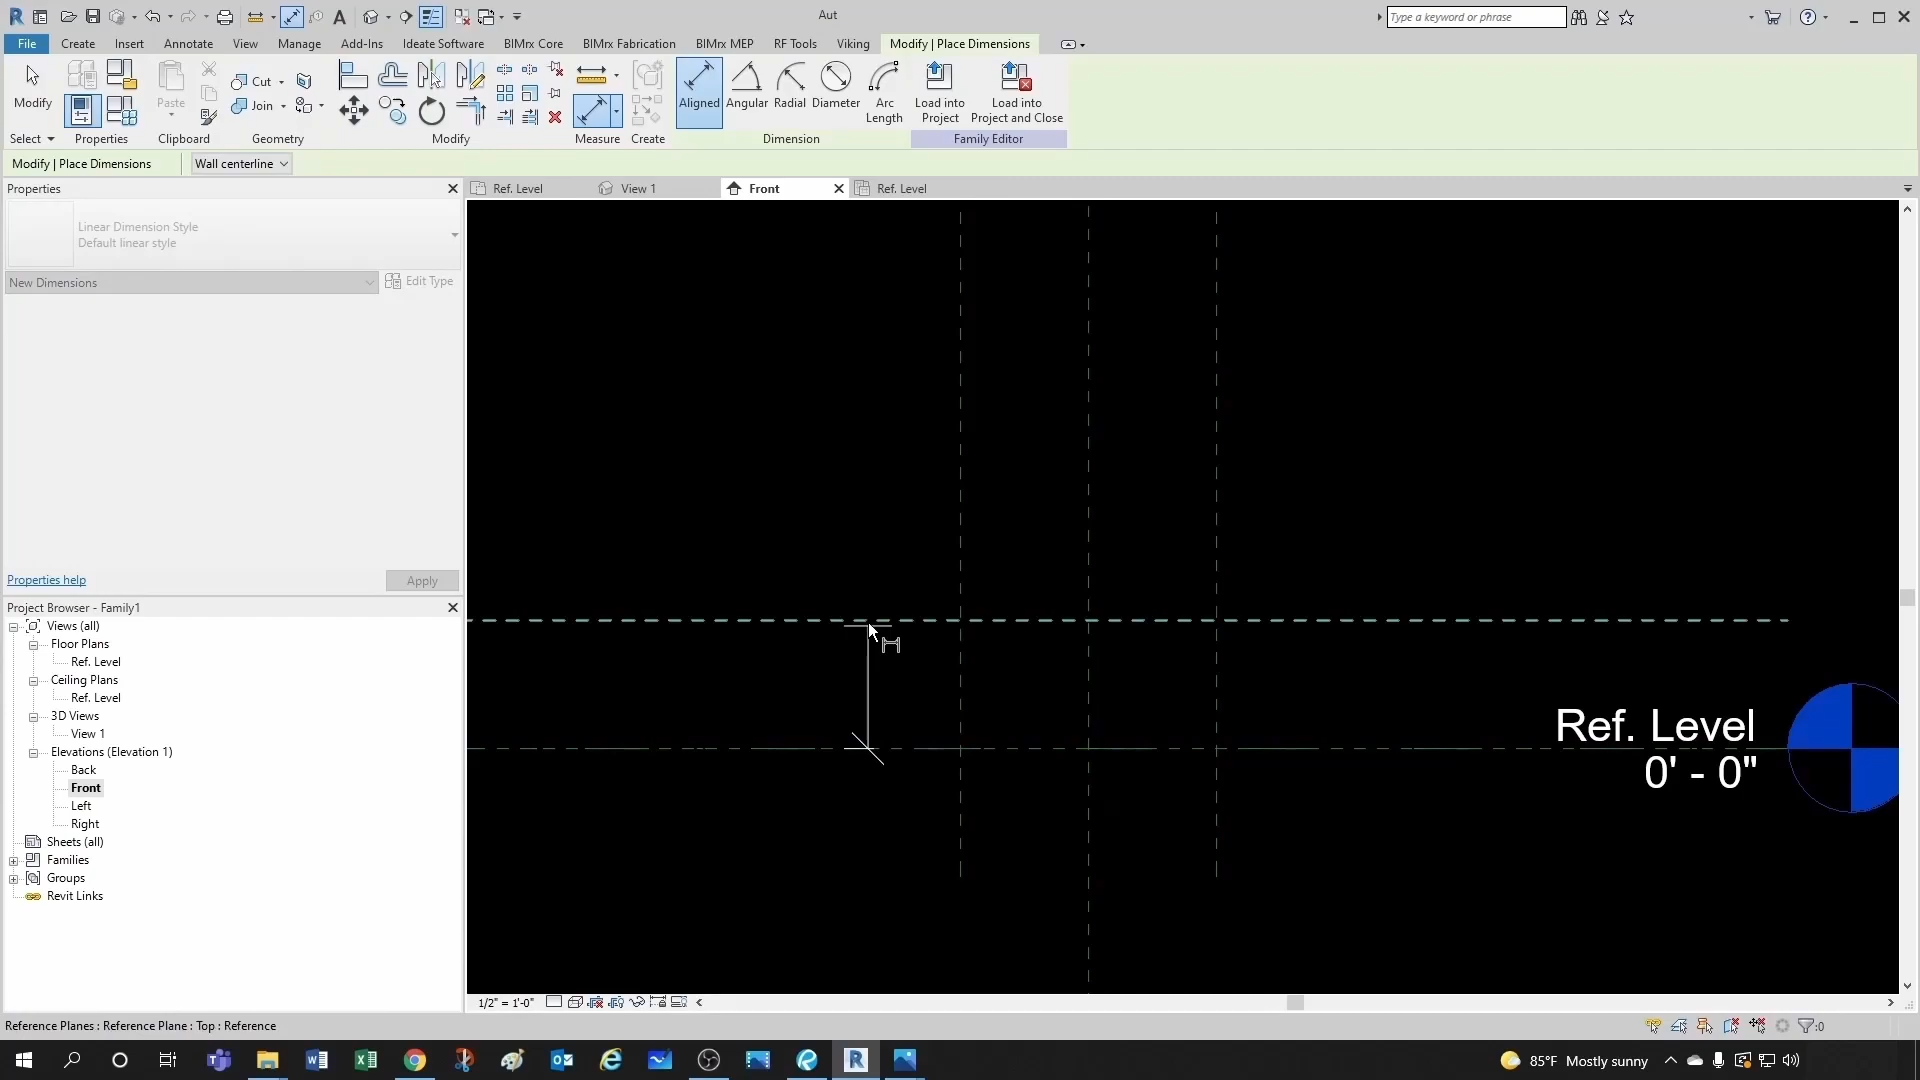 Aut
Type a keyword or phrase
File Create Insert Annotate View Manage Add-Ins Ideate Software BIMrx Core BIMrx Fabrication BIMrx MEP RF Tools Viking Modify | Place Dimensions
Modify Paste Cut Join Aligned Angular Radial Diameter Arc Length Load into Project Load into Project and Close
Select Properties Clipboard Geometry Modify Measure Create Dimension Family Editor
Modify | Place Dimensions Wall centerline
Properties
Ref. Level View 1 Front Ref. Level
Linear Dimension Style
Default linear style
New Dimensions Edit Type
Properties help Apply
Project Browser - Family1
Views (all)
Floor Plans
Ref. Level
Ceiling Plans
Ref. Level
3D Views
View 1
Elevations (Elevation 1)
Back
Front
Left
Right
Sheets (all)
Families
Groups
Revit Links
Ref. Level
0' - 0"
1/2" = 1'-0"
Reference Planes : Reference Plane : Top : Reference
:0
85°F Mostly sunny